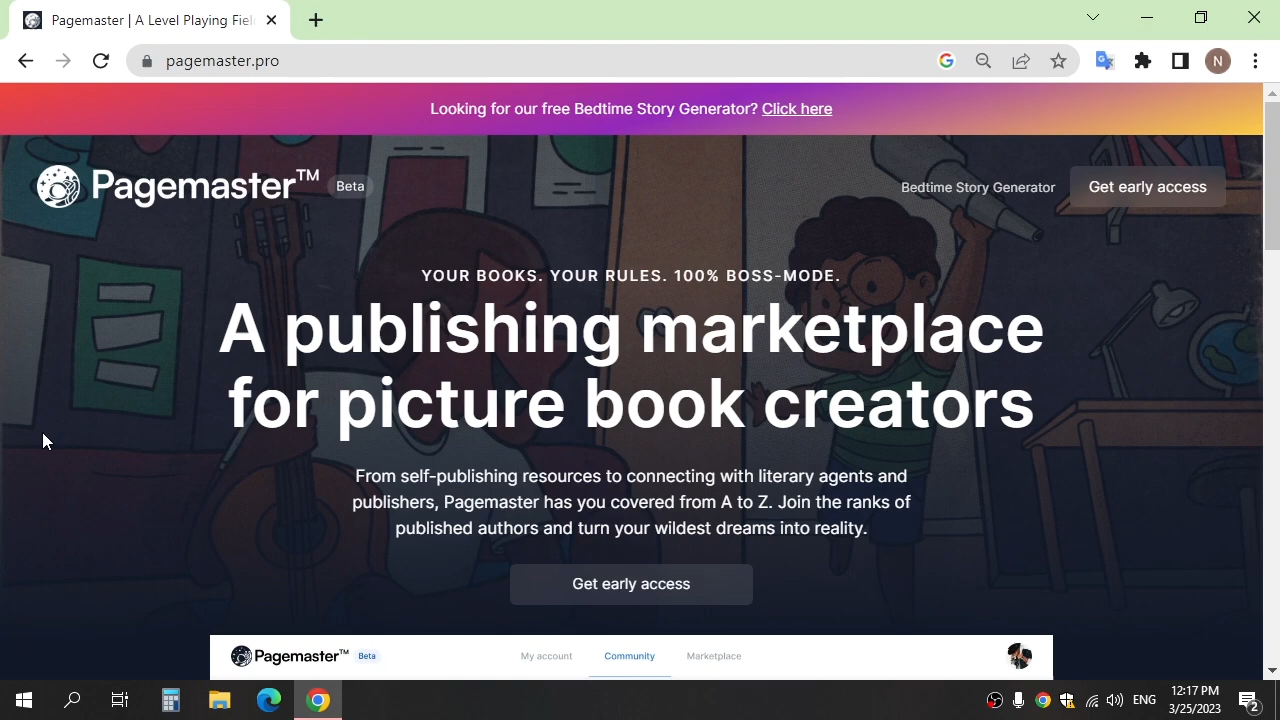 Pagemaster | A Level Playing Fiel
pagemaster.pro
N
Looking for our free Bedtime Story Generator? Click here
Pagemaster™ Beta
Bedtime Story Generator
Get early access
YOUR BOOKS. YOUR RULES. 100% BOSS-MODE.
A publishing marketplace
for picture book creators
From self-publishing resources to connecting with literary agents and
publishers, Pagemaster has you covered from A to Z. Join the ranks of
published authors and turn your wildest dreams into reality.
Get early access
Pagemaster™ Beta
My account Community Marketplace
ENG
12:17 PM
3/25/2023
2